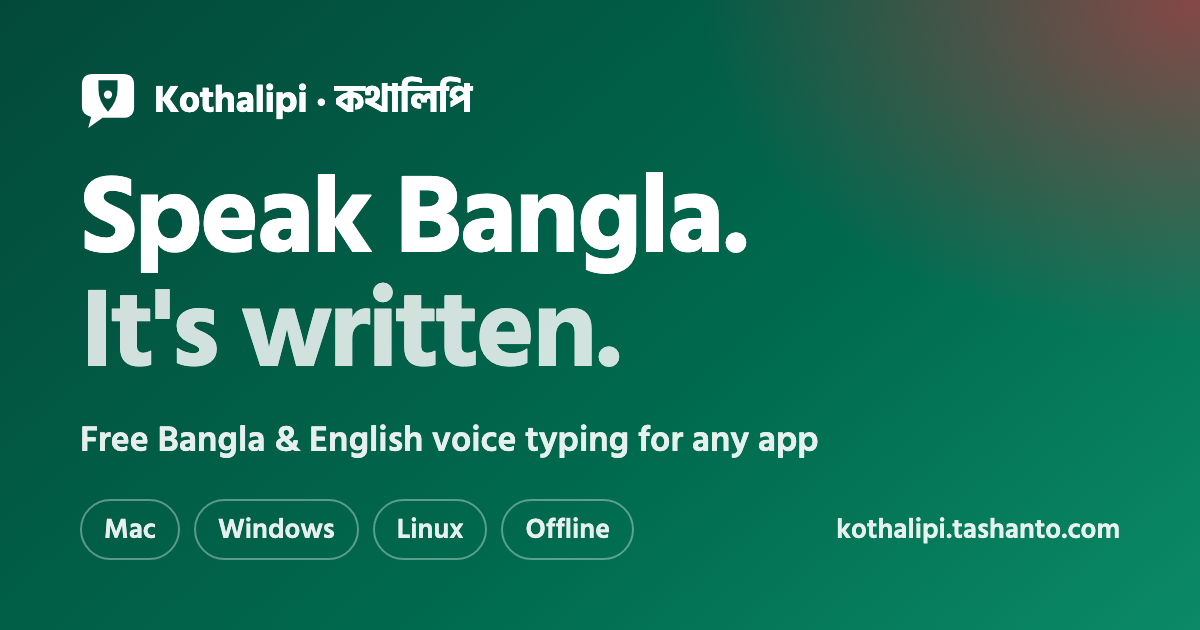 Kothalipi · কথালিপি
Speak Bangla.
It's written.
Free Bangla & English voice typing for any app
Mac Windows Linux Offline kothalipi.tashanto.com